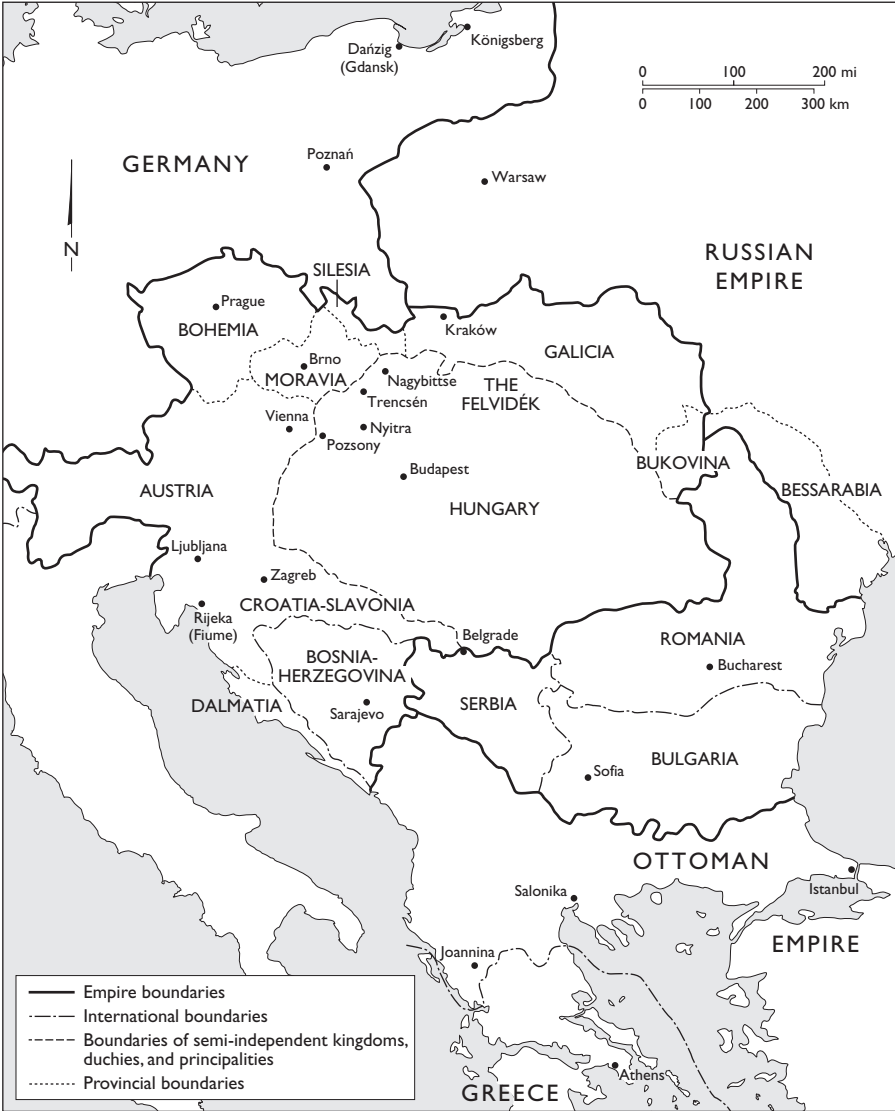 Königsberg
Dańzig
(Gdansk)
0 100 200 mi
0 100 200 300 km
GERMANY
Poznań
Warsaw
N
RUSSIAN
EMPIRE
SILESIA
Prague
BOHEMIA
Kraków
GALICIA
Brno
MORAVIA
Nagybittse
THE
FELVIDÉK
Trencsén
Vienna
Nyitra
Pozsony
BUKOVINA
Budapest
AUSTRIA
BESSARABIA
HUNGARY
Ljubljana
Zagreb
CROATIA-SLAVONIA
Rijeka
(Fiume)
Belgrade
ROMANIA
BOSNIA-
HERZEGOVINA
Bucharest
DALMATIA
Sarajevo
SERBIA
BULGARIA
Sofia
OTTOMAN
EMPIRE
Istanbul
Salonika
Joannina
Athens
GREECE
Empire boundaries
International boundaries
Boundaries of semi-independent kingdoms,
duchies, and principalities
Provincial boundaries